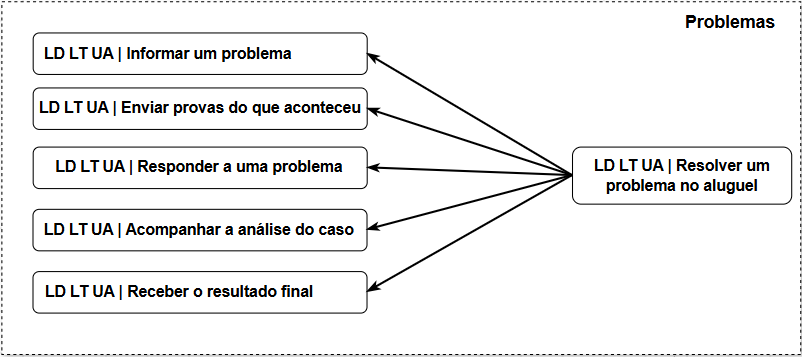 Problemas
LD LT UA | Informar um problema
LD LT UA | Enviar provas do que aconteceu
LD LT UA | Responder a uma problema
LD LT UA | Acompanhar a análise do caso
LD LT UA | Receber o resultado final
LD LT UA | Resolver um
problema no aluguel